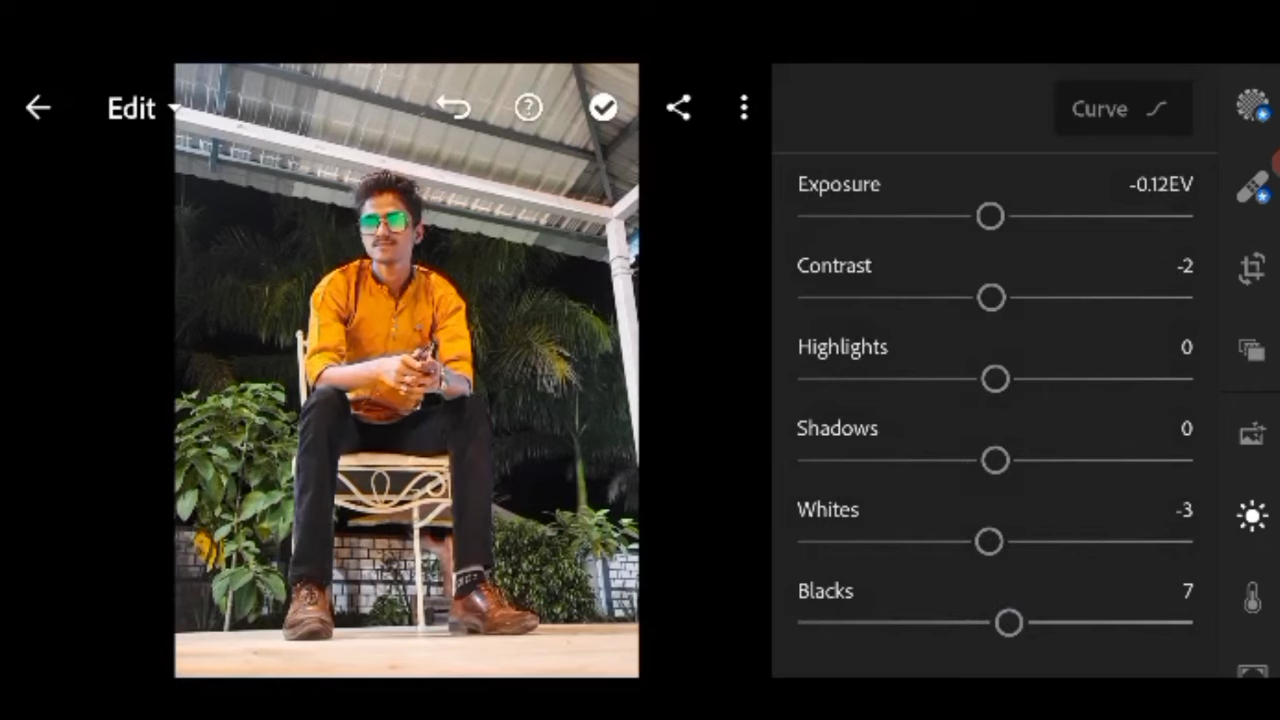 Edit
Curve
Exposure -0.12EV
Contrast -2
Highlights 0
Shadows 0
Whites -3
Blacks 7